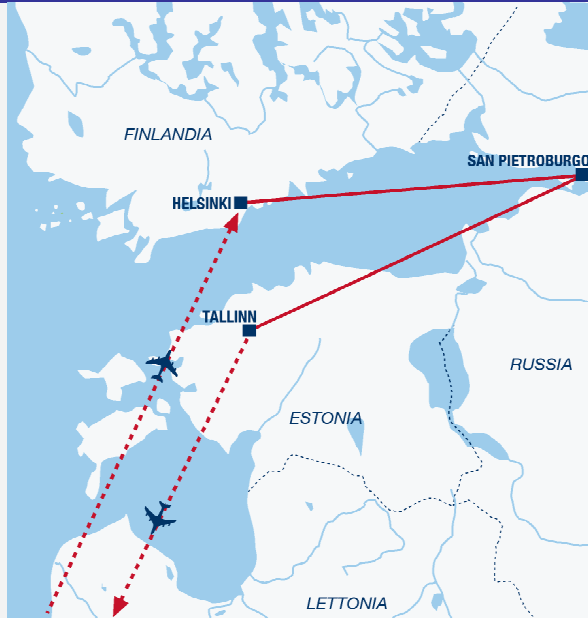 FINLANDIA
SAN PIETROBURGO
HELSINKI
TALLINN
RUSSIA
ESTONIA
LETTONIA